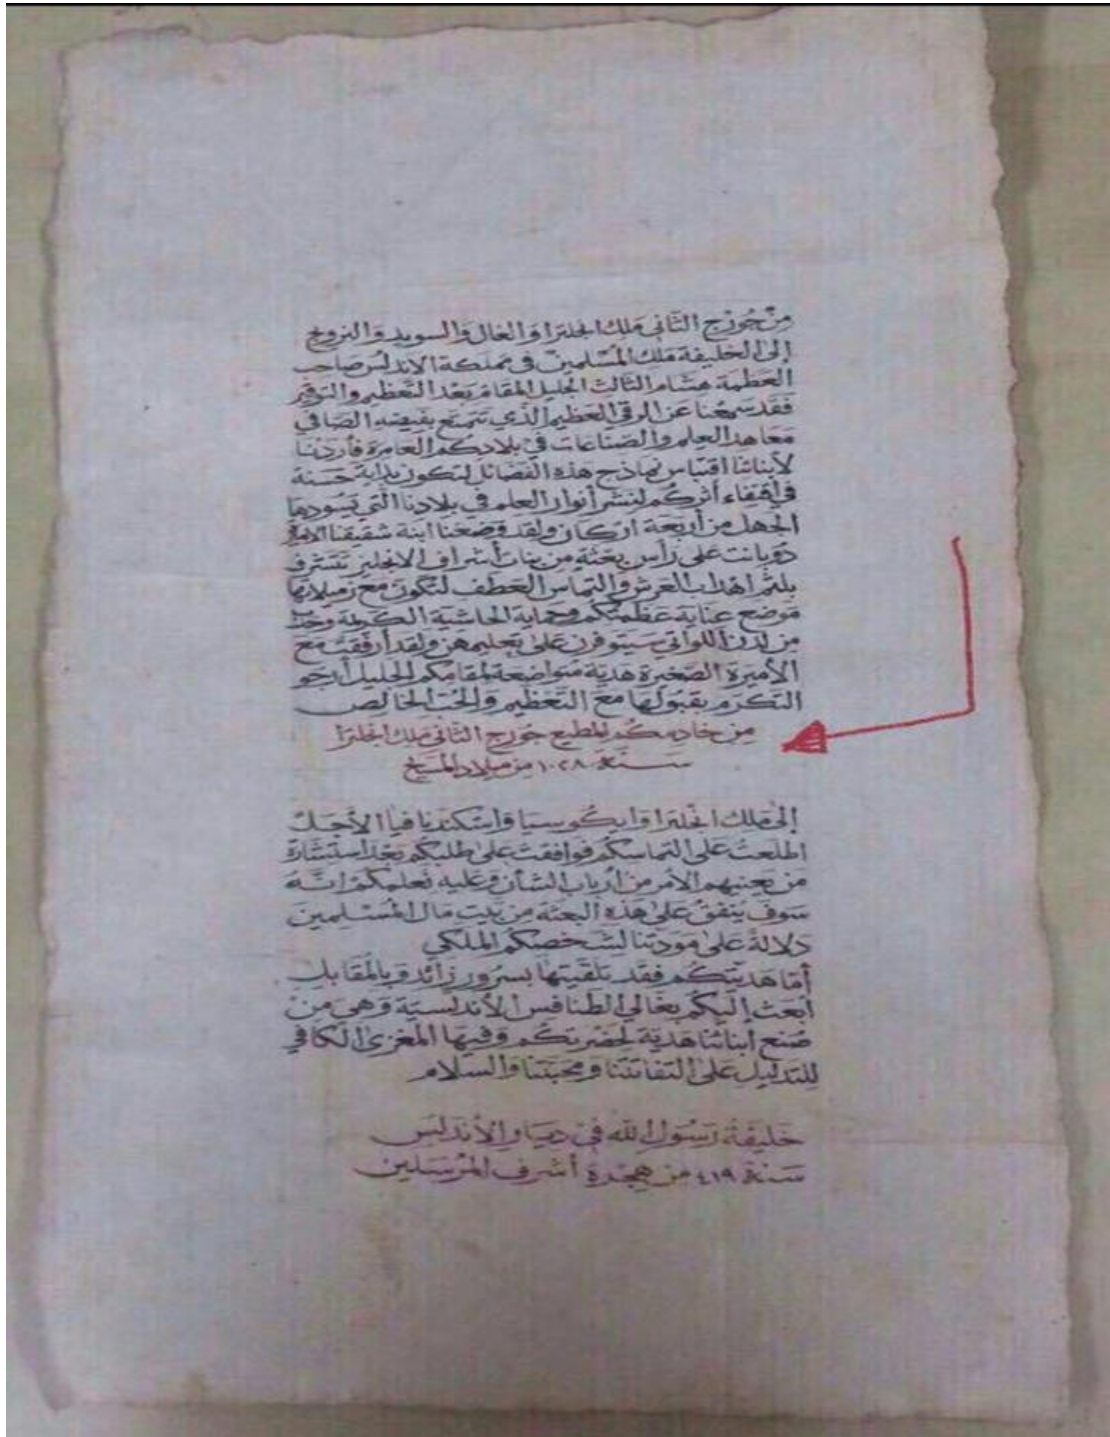 من جورج الثاني ملك انجلترا والغال والسويد والنرويج
إلى الخليفة ملك المسلمين في مملكة الاندلس صاحب
العظمة هشام الثالث الجليل المقام بعد التعظيم والتوقير
فقد سمعنا عن الرقي العظيم الذي تتمتع بفيضه الصافي
معاهد العلم والصناعات في بلادكم العامرة فأردنا
لأبنائنا اقتباس نماذج هذه الفضائل لتكون بداية حسنة
في اقتفاء أثركم لنشر أنوار العلم في بلادنا التي يسودها
الجهل من أربعة اركان ولقد وضعنا ابنة شقيقنا الاميرة
دوبانت على رأس بعثة من بنات أشراف الانجليز تتشرف
بلثم اهداب العرش والتماس العطف لتكون مع زميلاتها
موضع عناية عظمتكم وحماية الحاشية الكريمة
من لدن اللواتي سيتوفرن على تعليمهن ولقد أرفقت مع
الأميرة الصغيرة هدية متواضعة لمقامكم الجليل أرجو
التكرم بقبولها مع التعظيم والحب الخالص
من خادمكم المطيع جورج الثاني ملك انجلترا
سنة ١٠٢٨ من ميلاد المسيح
إلى ملك انجلترا وايكوسيا واسكندنافيا الأجل
اطلعت على التماسكم فوافقت على طلبكم بعد استشارة
من يعنيهم الأمر من أرباب الشأن وعليه نعلمكم انه
سوف ينفق على هذه البعثة من بيت مال المسلمين
دلالة على مودتنا لشخصكم الملكي
أما هديتكم فقد تلقيتها بسرور زائد وبالمقابل
أبعث إليكم بغالي الطنافس الأندلسية وهي من
صنع أبنائنا هدية لحضرتكم وفيها المغزى الكافي
للتدليل على التفاتتنا ومحبتنا والسلام
خليفة رسول الله في ديار الأندلس
سنة ٤١٩ من هجرة أشرف المرسلين